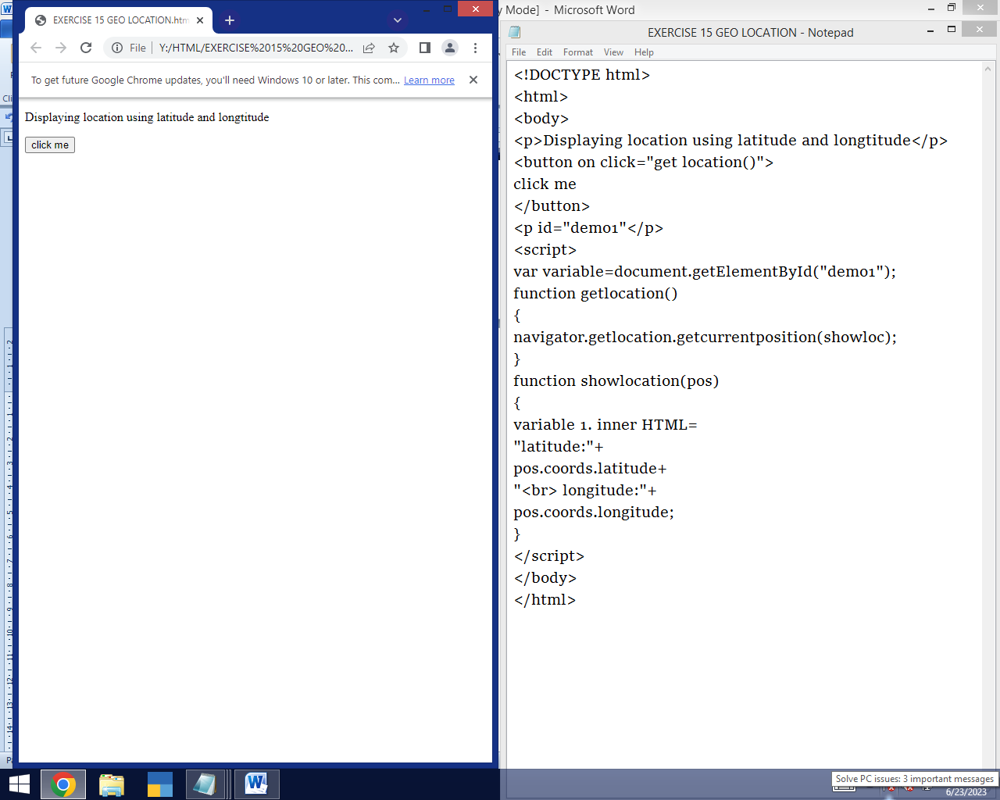 EXERCISE 15 GEO LOCATION.htm
File
Y:/HTML/EXERCISE%2015%20GEO%20...
To get future Google Chrome updates, you'll need Windows 10 or later. This com... Learn more
Displaying location using latitude and longtitude
click me
y Mode] - Microsoft Word
EXERCISE 15 GEO LOCATION - Notepad
File Edit Format View Help
<!DOCTYPE html>
<html>
<body>
<p>Displaying location using latitude and longtitude</p>
<button on click="get location()">
click me
</button>
<p id="demo1"</p>
<script>
var variable=document.getElementById("demo1");
function getlocation()
{
navigator.getlocation.getcurrentposition(showloc);
}
function showlocation(pos)
{
variable 1. inner HTML=
"latitude:"+
pos.coords.latitude+
"<br> longitude:"+
pos.coords.longitude;
}
</script>
</body>
</html>
Solve PC issues: 3 important messages
6/23/2023